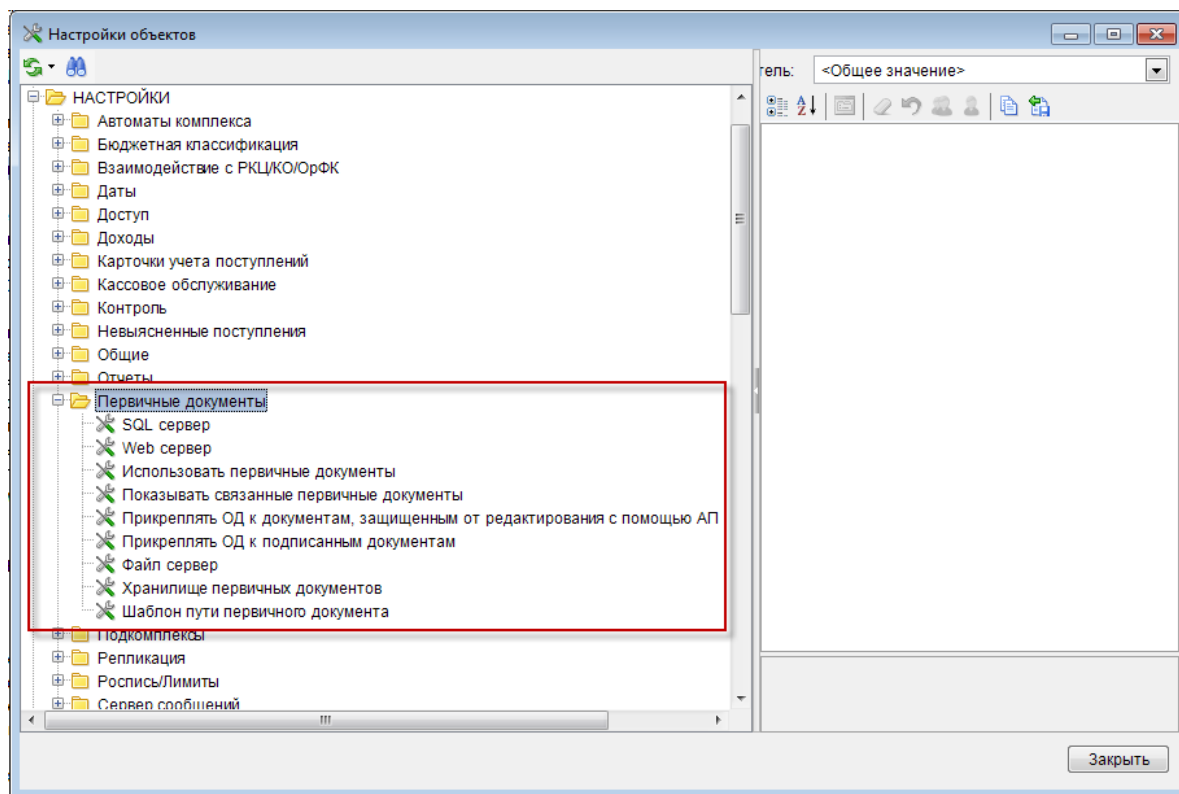 Настройки объектов
тель: <Общее значение>
НАСТРОЙКИ
Автоматы комплекса
Бюджетная классификация
Взаимодействие с РКЦ/КО/ОрФК
Даты
Доступ
Доходы
Карточки учета поступлений
Кассовое обслуживание
Контроль
Невыясненные поступления
Общие
Отчеты
Первичные документы
SQL сервер
Web сервер
Использовать первичные документы
Показывать связанные первичные документы
Прикреплять ОД к документам, защищенным от редактирования с помощью АП
Прикреплять ОД к подписанным документам
Файл сервер
Хранилище первичных документов
Шаблон пути первичного документа
Подкомплексы
Репликация
Роспись/Лимиты
Сервер сообщений
Закрыть